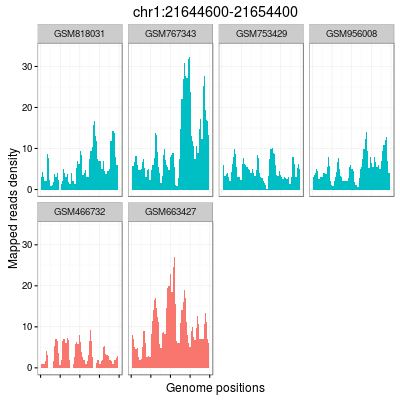 chr1:21644600-21654400
GSM818031 GSM767343 GSM753429 GSM956008
30
20
10
0
Mapped reads density
GSM466732 GSM663427
30
20
10
0
Genome positions